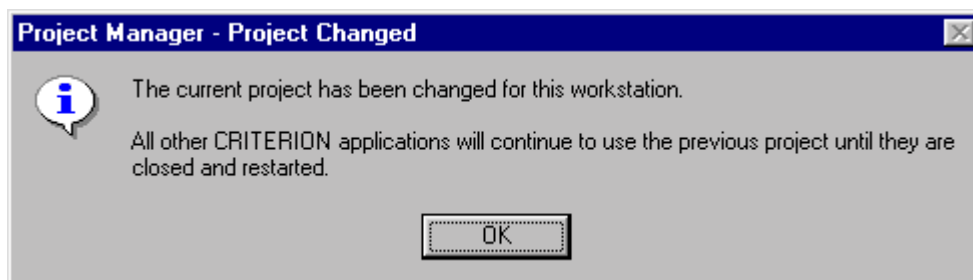 Project Manager - Project Changed
The current project has been changed for this workstation.
All other CRITERION applications will continue to use the previous project until they are
closed and restarted.
OK